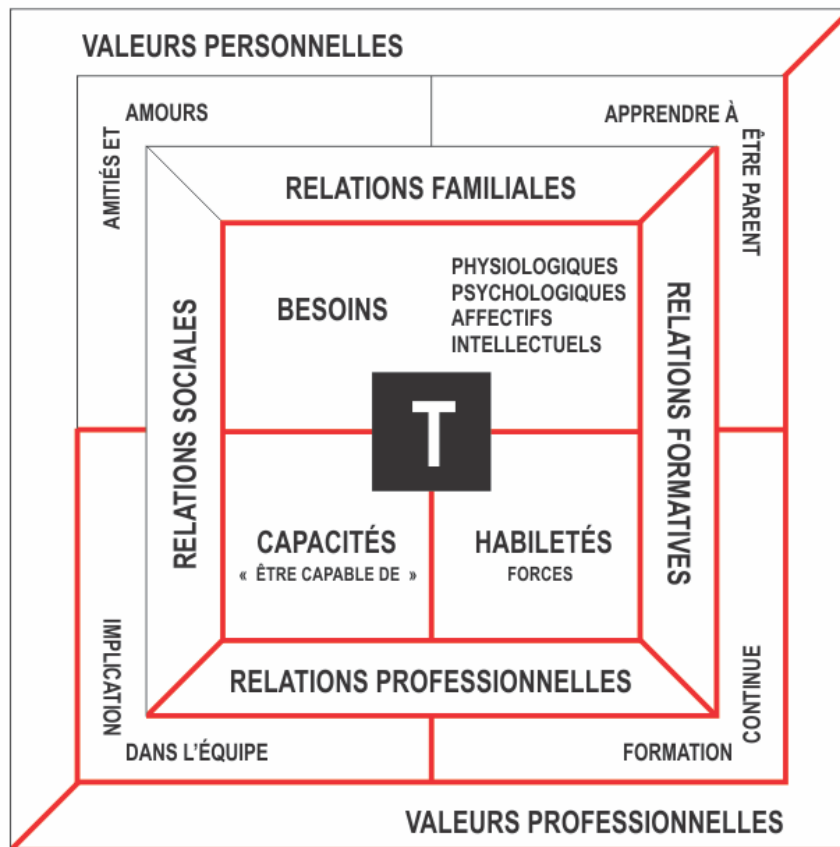 VALEURS PERSONNELLES
AMITIÉS ET
AMOURS
APPRENDRE À
ÊTRE PARENT
RELATIONS FAMILIALES
RELATIONS SOCIALES
BESOINS
PHYSIOLOGIQUES
PSYCHOLOGIQUES
AFFECTIFS
INTELLECTUELS
RELATIONS FORMATIVES
T
CAPACITÉS
« ÊTRE CAPABLE DE »
HABILETÉS
FORCES
RELATIONS PROFESSIONNELLES
IMPLICATION
DANS L'ÉQUIPE
FORMATION
CONTINUE
VALEURS PROFESSIONNELLES